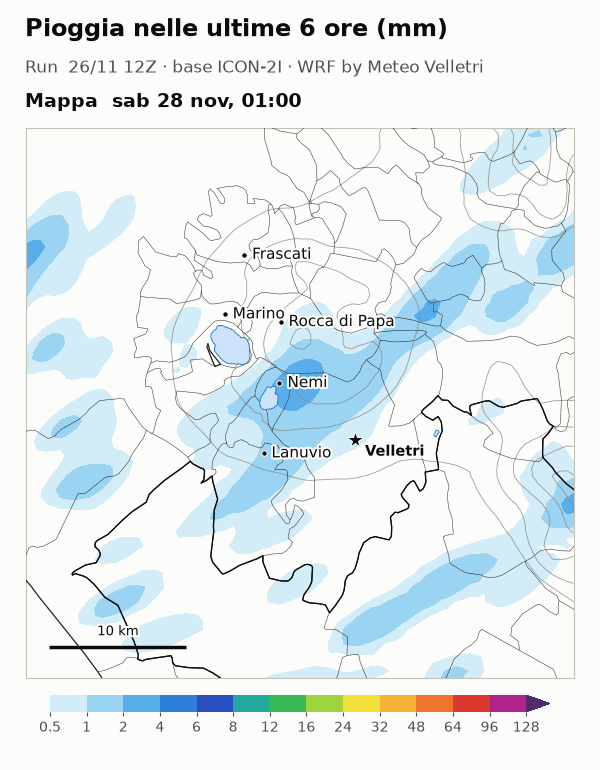 Pioggia nelle ultime 6 ore (mm)
Run  26/11 12Z · base ICON-2I · WRF by Meteo Velletri
Mappa  sab 28 nov, 01:00
Frascati
Marino
Rocca di Papa
Nemi
Velletri
Lanuvio
10 km
0.5 1 2 4 6 8 12 16 24 32 48 64 96 128